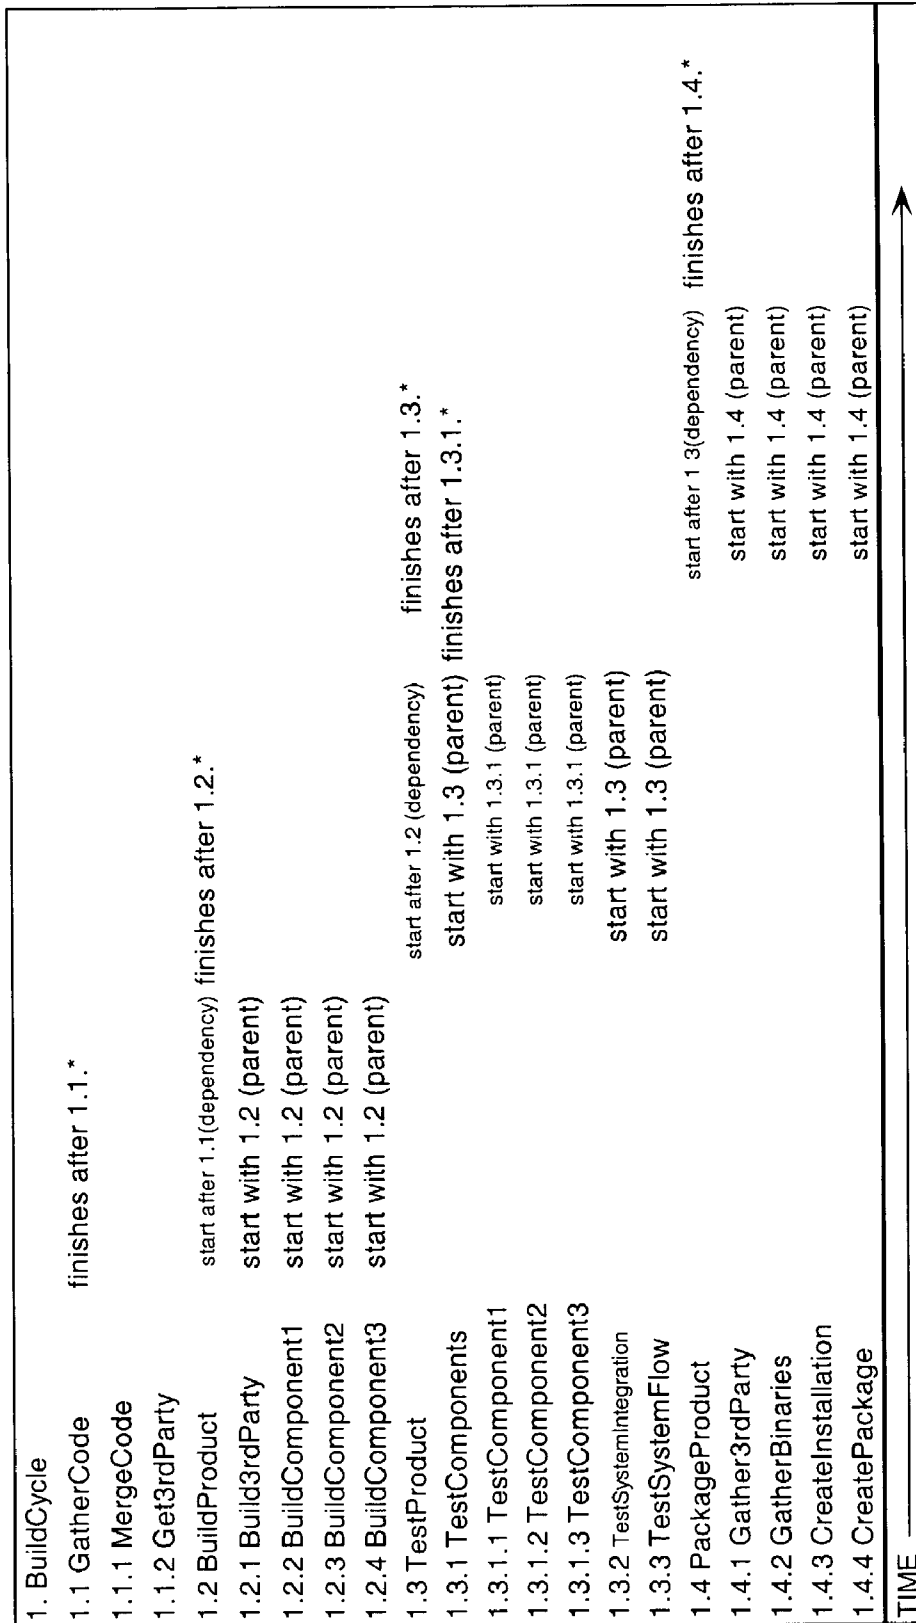 1. BuildCycle
1.1 GatherCode finishes after 1.1.*
1.1.1 MergeCode
1.1.2 Get3rdParty
1.2 BuildProduct start after 1.1(dependency) finishes after 1.2.*
1.2.1 Build3rdParty start with 1.2 (parent)
1.2.2 BuildComponent1 start with 1.2 (parent)
1.2.3 BuildComponent2 start with 1.2 (parent)
1.2.4 BuildComponent3 start with 1.2 (parent)
1.3 TestProduct start after 1.2 (dependency) finishes after 1.3.*
1.3.1 TestComponents start with 1.3 (parent) finishes after 1.3.1.*
1.3.1.1 TestComponent1 start with 1.3.1 (parent)
1.3.1.2 TestComponent2 start with 1.3.1 (parent)
1.3.1.3 TestComponent3 start with 1.3.1 (parent)
1.3.2 TestSystemIntegration start with 1.3 (parent)
1.3.3 TestSystemFlow start with 1.3 (parent)
1.4 PackageProduct start after 1 3(dependency) finishes after 1.4.*
1.4.1 Gather3rdParty start with 1.4 (parent)
1.4.2 GatherBinaries start with 1.4 (parent)
1.4.3 CreateInstallation start with 1.4 (parent)
1.4.4 CreatePackage start with 1.4 (parent)
TIME